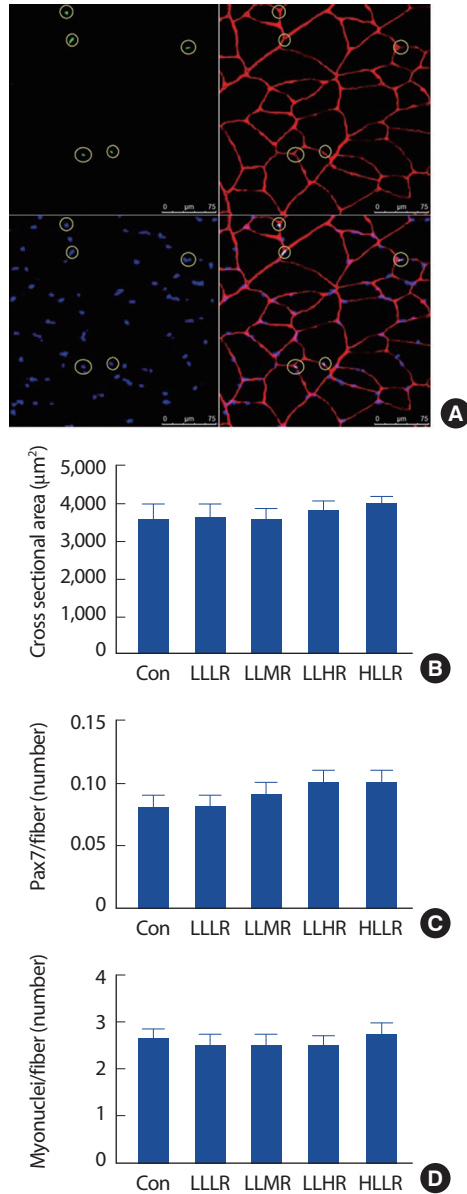 0 µm 75
0 µm 75
0 µm 75
0 µm 75
A
Cross sectional area (µm²)
5,000
4,000
3,000
2,000
1,000
0
Con LLLR LLMR LLHR HLLR
B
Pax7/fiber (number)
0.15
0.10
0.05
0
Con LLLR LLMR LLHR HLLR
C
Myonuclei/fiber (number)
4
3
2
1
0
Con LLLR LLMR LLHR HLLR
D